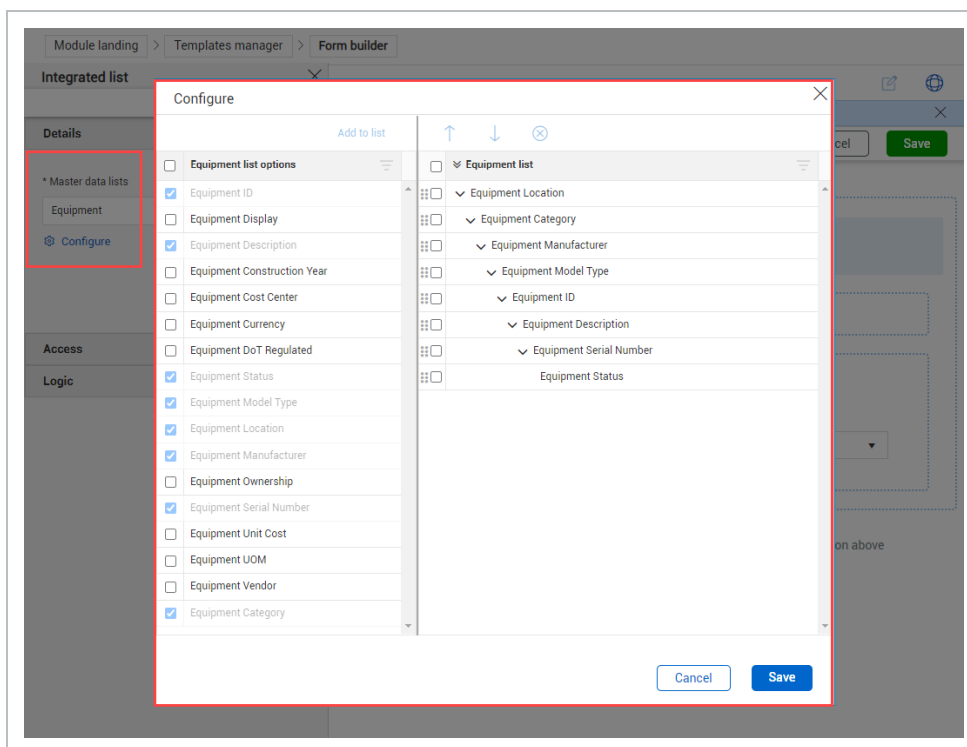 Module landing > Templates manager > Form builder
Integrated list
Details
* Master data lists
Equipment
Configure
Access
Logic
Configure
Add to list
Equipment list options
Equipment ID
Equipment Display
Equipment Description
Equipment Construction Year
Equipment Cost Center
Equipment Currency
Equipment DoT Regulated
Equipment Status
Equipment Model Type
Equipment Location
Equipment Manufacturer
Equipment Ownership
Equipment Serial Number
Equipment Unit Cost
Equipment UOM
Equipment Vendor
Equipment Category
Equipment list
Equipment Location
Equipment Category
Equipment Manufacturer
Equipment Model Type
Equipment ID
Equipment Description
Equipment Serial Number
Equipment Status
Cancel
Save
cel
Save
on above